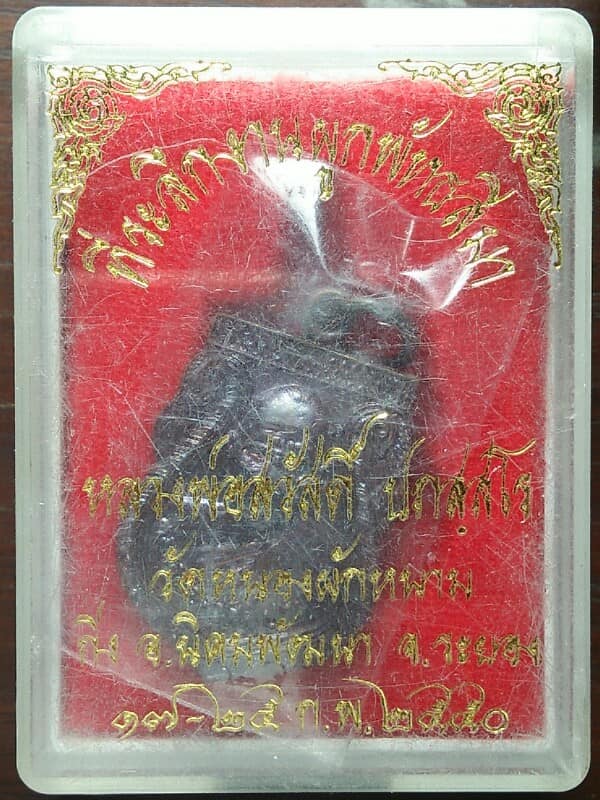 ที่ระลึกงานผูกพัทธสีมา
หลวงพ่อสวัสดิ์ ปภสฺสโร
วัดหนองผักหนาม
กิ่ง อ.นิคมพัฒนา จ.ระยอง
๑๗-๒๕ ก.พ.๒๕๕๐